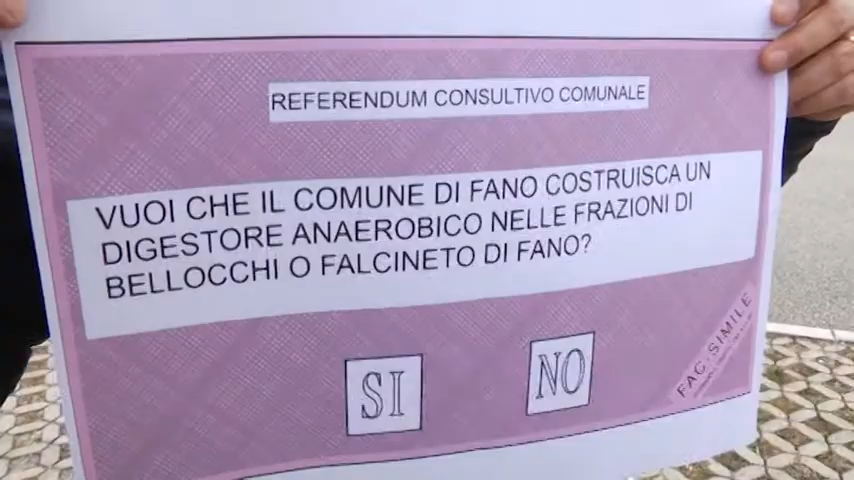 REFERENDUM CONSULTIVO COMUNALE
VUOI CHE IL COMUNE DI FANO COSTRUISCA UN
DIGESTORE ANAEROBICO NELLE FRAZIONI DI
BELLOCCHI O FALCINETO DI FANO?
SI
NO
FAC-SIMILE